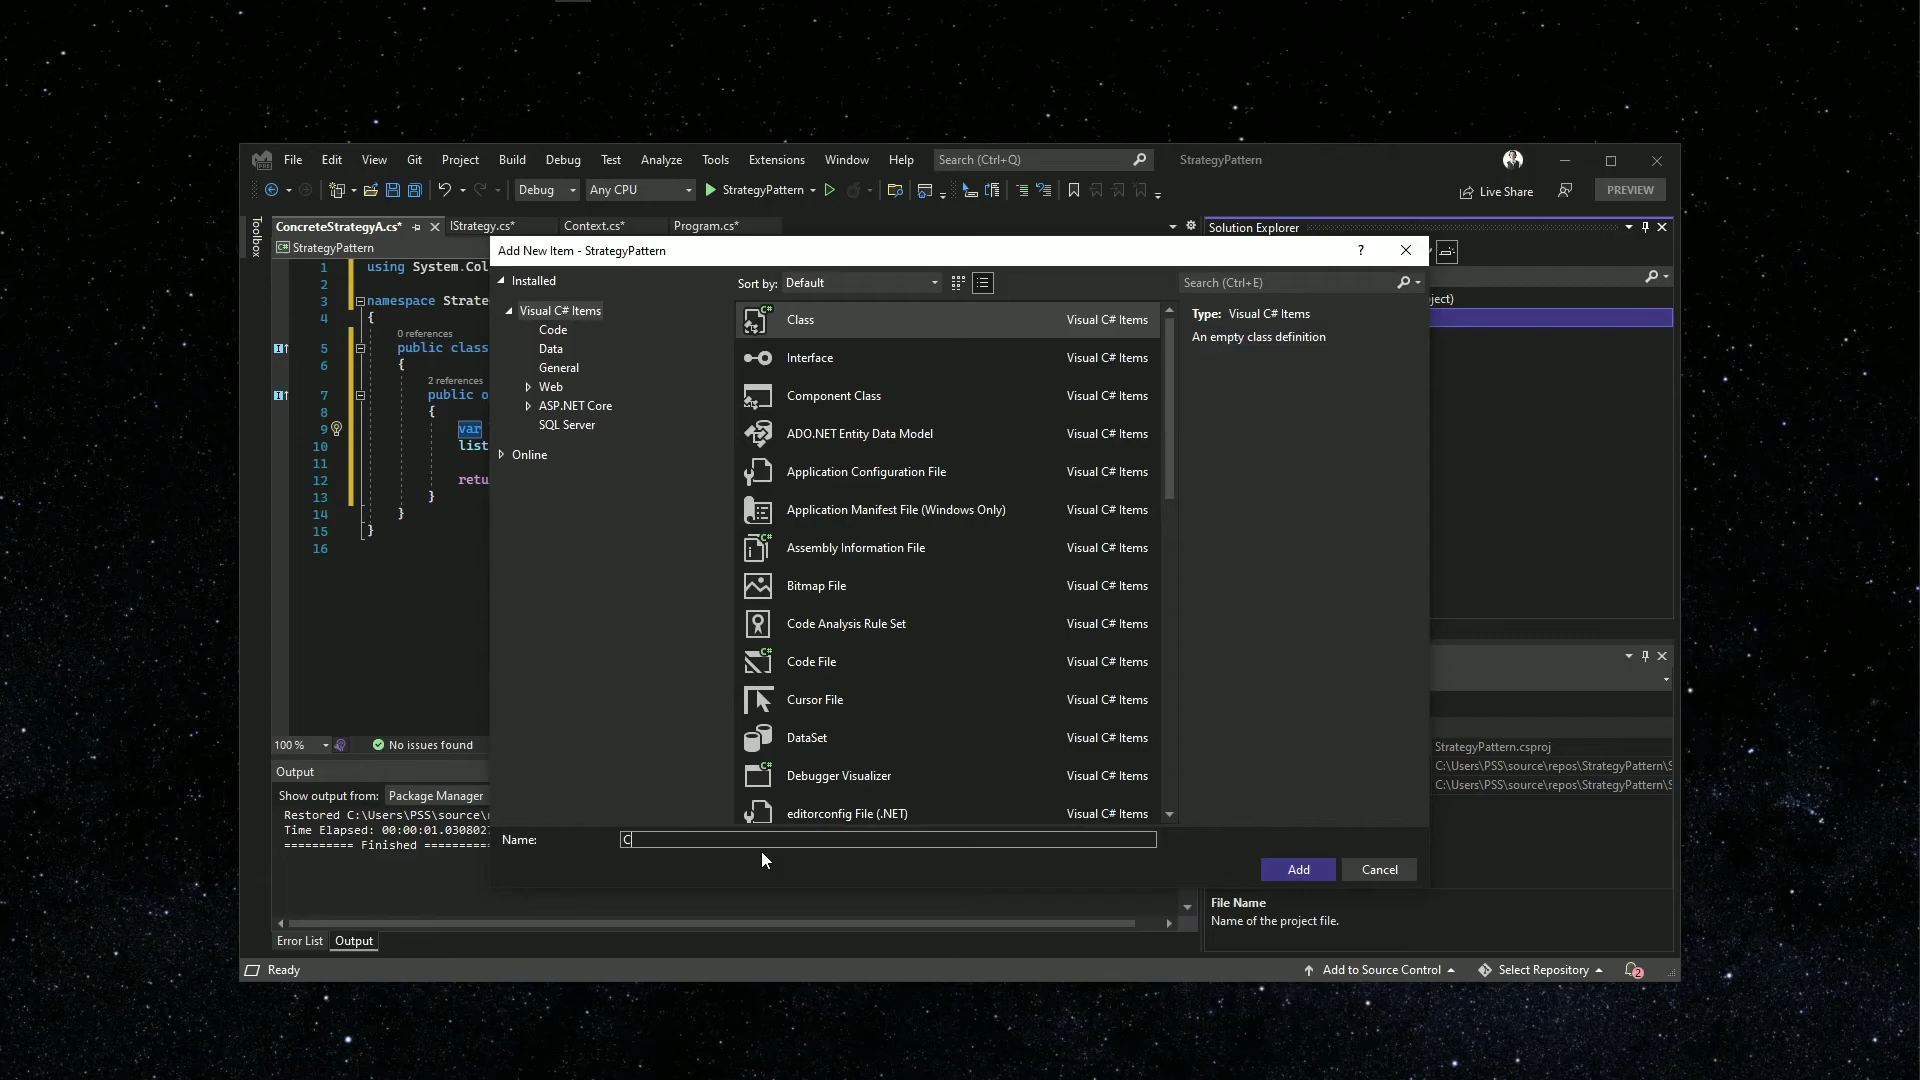 File Edit View Git Project Build Debug Test Analyze Tools Extensions Window Help Search (Ctrl+Q) StrategyPattern
Debug Any CPU StrategyPattern Live Share PREVIEW
Toolbox
ConcreteStrategyA.cs* IStrategy.cs* Context.cs* Program.cs*
StrategyPattern
Solution Explorer
Add New Item - StrategyPattern
1 using System.Col
2
3 namespace Strate
4 {
0 references
5 public class
6 {
2 references
7 public o
8 {
9 var
10 list
11
12 retu
13 }
14 }
15 }
16
Installed
Visual C# Items
Code
Data
General
Web
ASP.NET Core
SQL Server
Online
Sort by: Default
Search (Ctrl+E)
Class Visual C# Items
Interface Visual C# Items
Component Class Visual C# Items
ADO.NET Entity Data Model Visual C# Items
Application Configuration File Visual C# Items
Application Manifest File (Windows Only) Visual C# Items
Assembly Information File Visual C# Items
Bitmap File Visual C# Items
Code Analysis Rule Set Visual C# Items
Code File Visual C# Items
Cursor File Visual C# Items
DataSet Visual C# Items
Debugger Visualizer Visual C# Items
editorconfig File (.NET) Visual C# Items
Type: Visual C# Items
An empty class definition
ject)
Name: C
Add Cancel
100 % No issues found
Output
Show output from: Package Manager
Restored C:\Users\PSS\source\r
Time Elapsed: 00:00:01.0308027
========== Finished
StrategyPattern.csproj
C:\Users\PSS\source\repos\StrategyPattern\S
C:\Users\PSS\source\repos\StrategyPattern\S
File Name
Name of the project file.
Error List Output
Ready Add to Source Control Select Repository 2